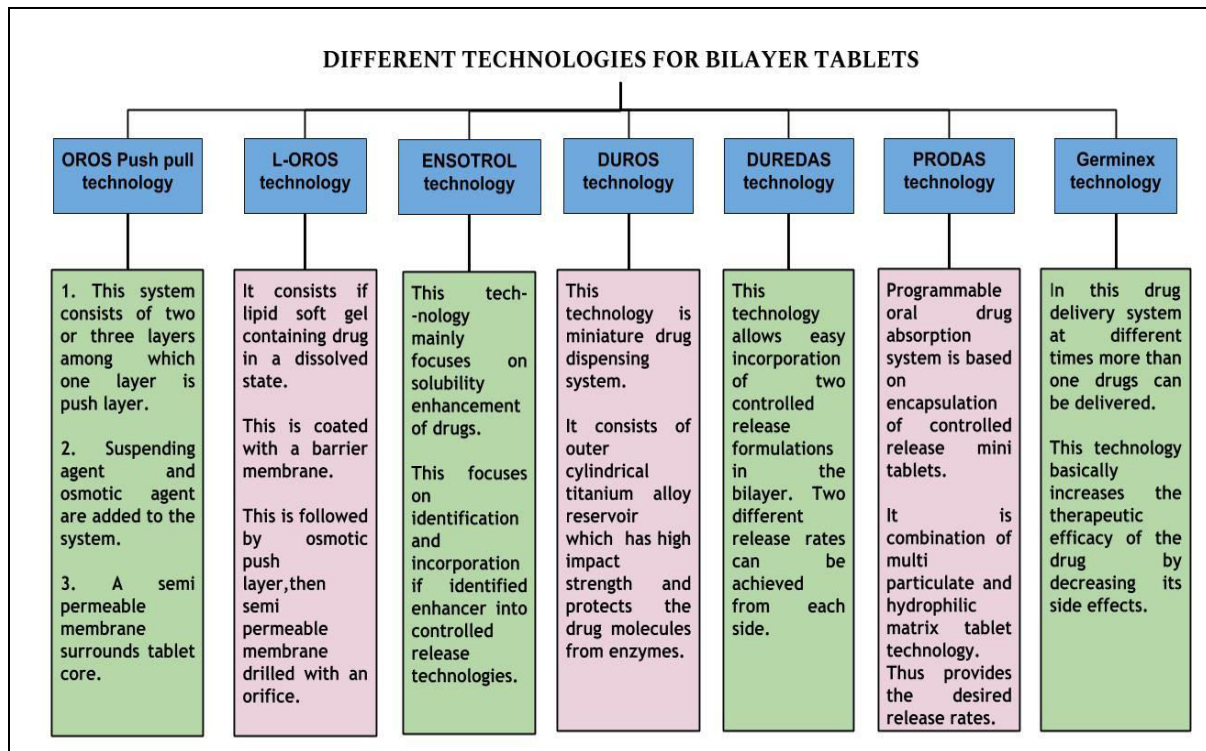 DIFFERENT TECHNOLOGIES FOR BILAYER TABLETS
OROS Push pull
technology
L-OROS
technology
ENSOTROL
technology
DUROS
technology
DUREDAS
technology
PRODAS
technology
Germinex
technology
1. This system
consists of two
or three layers
among which
one layer is
push layer.
2. Suspending
agent and
osmotic agent
are added to the
system.
3. A semi
permeable
membrane
surrounds tablet
core.
It consists if
lipid soft gel
containing drug
in a dissolved
state.
This is coated
with a barrier
membrane.
This is followed
by osmotic
push
layer,then
semi
permeable
membrane
drilled with an
orifice.
This tech-
-nology
mainly
focuses on
solubility
enhancement
of drugs.
This focuses
on
identification
and
incorporation
if identified
enhancer into
controlled
release
technologies.
This
technology is
miniature drug
dispensing
system.
It consists of
outer
cylindrical
titanium alloy
reservoir
which has high
impact
strength and
protects the
drug molecules
from enzymes.
This
technology
allows easy
incorporation
of two
controlled
release
formulations
in the
bilayer. Two
different
release rates
can be
achieved
from each
side.
Programmable
oral drug
absorption
system is based
on
encapsulation
of controlled
release mini
tablets.
It is
combination of
multi
particulate and
hydrophilic
matrix tablet
technology.
Thus provides
the desired
release rates.
In this drug
delivery system
at different
times more than
one drugs can
be delivered.
This technology
basically
increases the
therapeutic
efficacy of the
drug by
decreasing its
side effects.